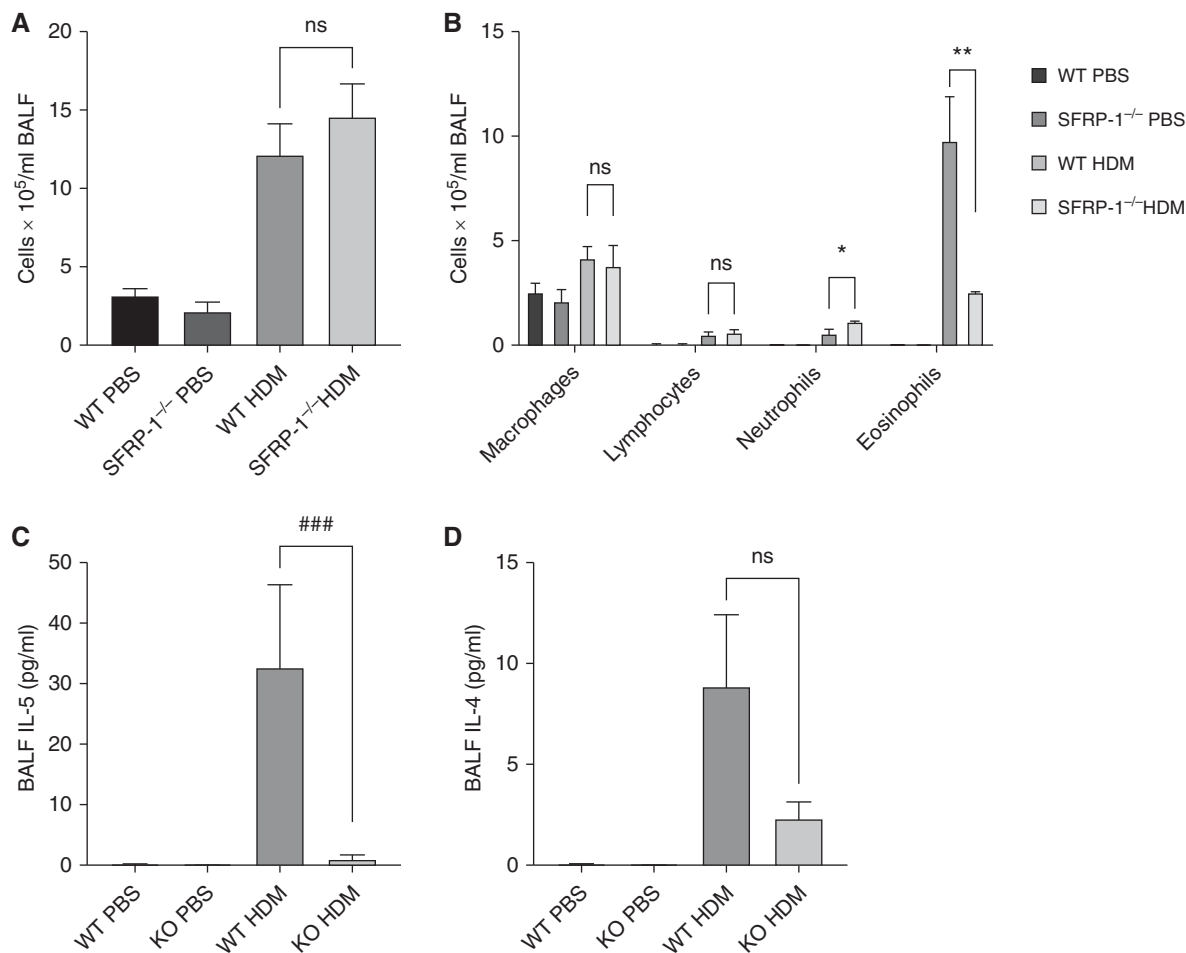 A
Cells × 10⁵/ml BALF
20
15
10
5
0
ns
WT PBS
SFRP-1⁻/⁻ PBS
WT HDM
SFRP-1⁻/⁻HDM
B
Cells × 10⁵/ml BALF
15
10
5
0
ns
ns
*
**
Macrophages
Lymphocytes
Neutrophils
Eosinophils
WT PBS
SFRP-1⁻/⁻ PBS
WT HDM
SFRP-1⁻/⁻HDM
C
BALF IL-5 (pg/ml)
50
40
30
20
10
0
###
WT PBS
KO PBS
WT HDM
KO HDM
D
BALF IL-4 (pg/ml)
15
10
5
0
ns
WT PBS
KO PBS
WT HDM
KO HDM